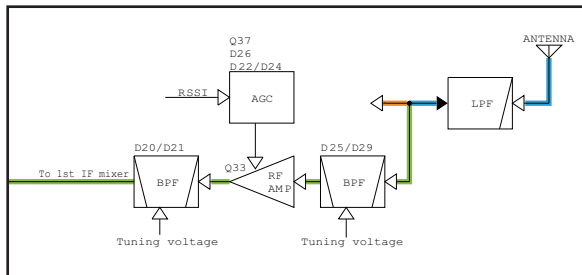 ANTENNA
Q37
D26
D22/D24
RSSI
AGC
LPF
D20/D21
Q33
D25/D29
To 1st IF mixer
BPF
RF
AMP
BPF
Tuning voltage
Tuning voltage